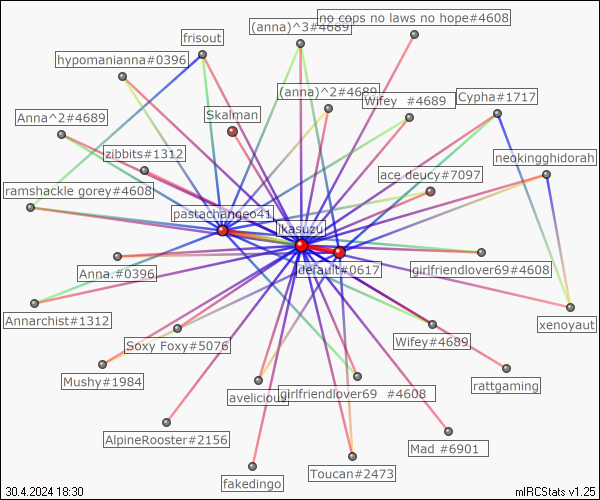 no cops no laws no hope#4608
(anna)^3#4689
frisout
hypomanianna#0396
(anna)^2#4689
Wifey #4689
Cypha#1717
Anna^2#4689
Skalman
zibbits#1312
neokingghidorah
ace deucy#7097
ramshackle gorey#4608
pastachangeo41
ikasuzu
default#0617
Anna.#0396
girlfriendlover69#4608
Annarchist#1312
xenoyaut
Soxy Foxy#5076
Wifey#4689
Mushy#1984
rattgaming
avelicious
girlfriendlover69 #4608
AlpineRooster#2156
Mad #6901
Toucan#2473
fakedingo
30.4.2024 18:30
mIRCStats v1.25